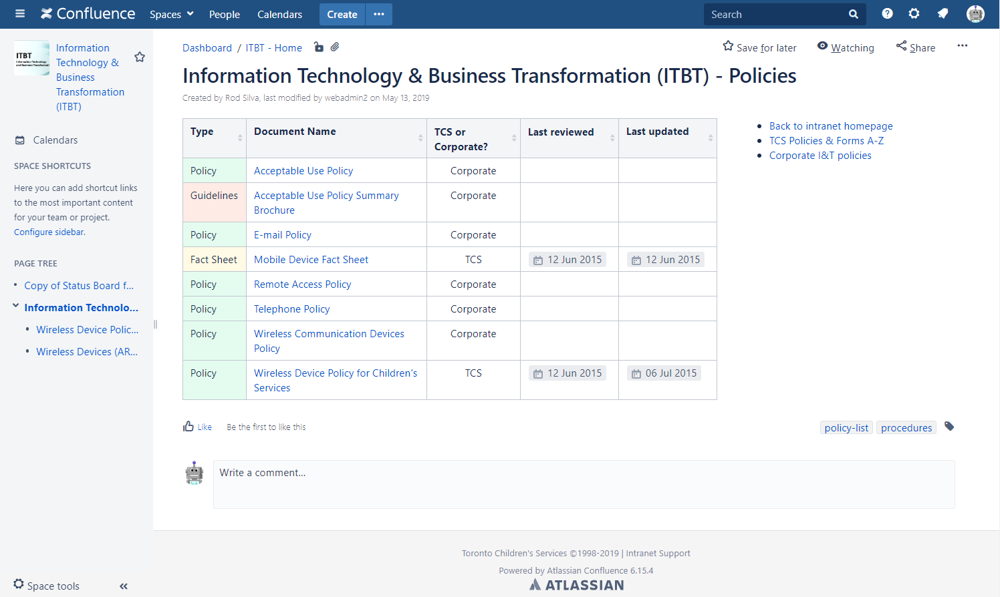 Confluence Spaces People Calendars Create ••• Search
ITBT
Information Technology
and Business Transformation
Information
Technology &
Business
Transformation
(ITBT)
Calendars
SPACE SHORTCUTS
Here you can add shortcut links
to the most important content
for your team or project.
Configure sidebar.
PAGE TREE
• Copy of Status Board f...
Information Technolo...
• Wireless Device Polic...
• Wireless Devices (AR...
Space tools «
Dashboard / ITBT - Home
Save for later Watching Share •••
Information Technology & Business Transformation (ITBT) - Policies
Created by Rod Silva, last modified by webadmin2 on May 13, 2019
Type Document Name TCS or Last reviewed Last updated
Corporate?
Policy Acceptable Use Policy Corporate
Guidelines Acceptable Use Policy Summary Corporate
Brochure
Policy E-mail Policy Corporate
Fact Sheet Mobile Device Fact Sheet TCS 12 Jun 2015 12 Jun 2015
Policy Remote Access Policy Corporate
Policy Telephone Policy Corporate
Policy Wireless Communication Devices Corporate
Policy
Policy Wireless Device Policy for Children's TCS 12 Jun 2015 06 Jul 2015
Services
• Back to intranet homepage
• TCS Policies & Forms A-Z
• Corporate I&T policies
Like Be the first to like this
policy-list procedures
Write a comment...
Toronto Children's Services ©1998-2019 | Intranet Support
Powered by Atlassian Confluence 6.15.4
ATLASSIAN